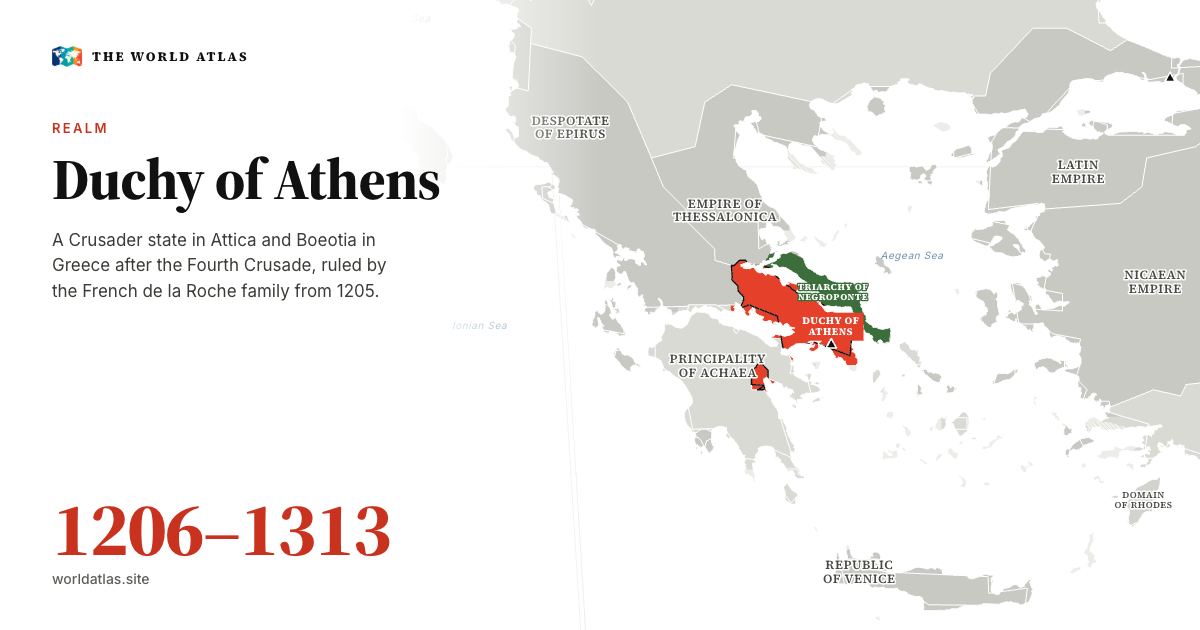 THE WORLD ATLAS
REALM
Duchy of Athens
A Crusader state in Attica and Boeotia in
Greece after the Fourth Crusade, ruled by
the French de la Roche family from 1205.
1206–1313
worldatlas.site
Sea
DESPOTATE
OF EPIRUS
LATIN
EMPIRE
EMPIRE OF
THESSALONICA
Aegean Sea
NICAEAN
EMPIRE
TRIARCHY OF
NEGROPONTE
DUCHY OF
ATHENS
Ionian Sea
PRINCIPALITY
OF ACHAEA
DOMAIN
OF RHODES
REPUBLIC
OF VENICE